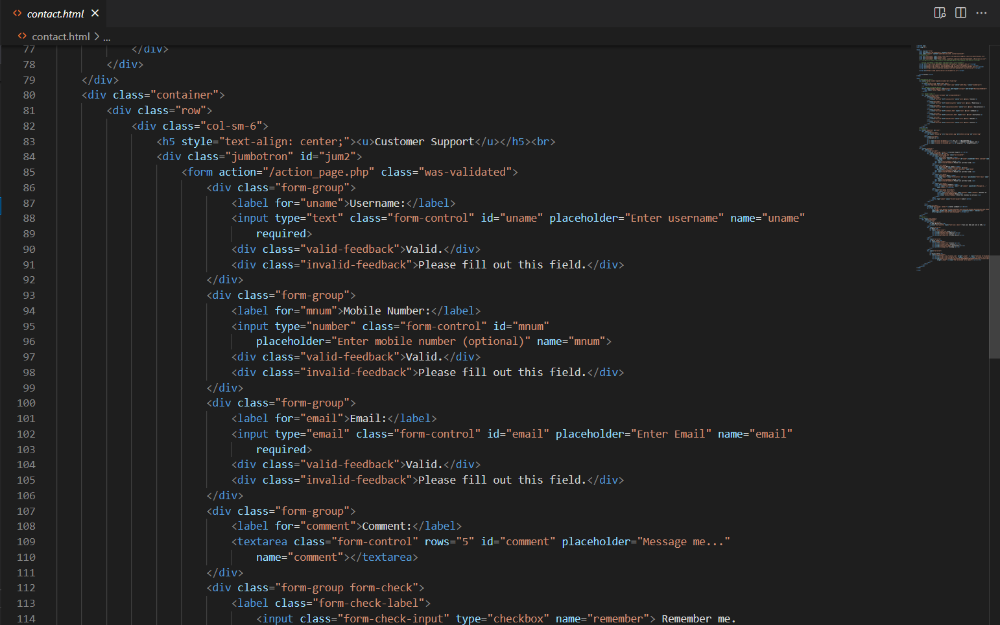 contact.html
contact.html > ...
77 </div>
78 </div>
79 </div>
80 <div class="container">
81 <div class="row">
82 <div class="col-sm-6">
83 <h5 style="text-align: center;"><u>Customer Support</u></h5><br>
84 <div class="jumbotron" id="jum2">
85 <form action="/action_page.php" class="was-validated">
86 <div class="form-group">
87 <label for="uname">Username:</label>
88 <input type="text" class="form-control" id="uname" placeholder="Enter username" name="uname"
89 required>
90 <div class="valid-feedback">Valid.</div>
91 <div class="invalid-feedback">Please fill out this field.</div>
92 </div>
93 <div class="form-group">
94 <label for="mnum">Mobile Number:</label>
95 <input type="number" class="form-control" id="mnum"
96 placeholder="Enter mobile number (optional)" name="mnum">
97 <div class="valid-feedback">Valid.</div>
98 <div class="invalid-feedback">Please fill out this field.</div>
99 </div>
100 <div class="form-group">
101 <label for="email">Email:</label>
102 <input type="email" class="form-control" id="email" placeholder="Enter Email" name="email"
103 required>
104 <div class="valid-feedback">Valid.</div>
105 <div class="invalid-feedback">Please fill out this field.</div>
106 </div>
107 <div class="form-group">
108 <label for="comment">Comment:</label>
109 <textarea class="form-control" rows="5" id="comment" placeholder="Message me..."
110 name="comment"></textarea>
111 </div>
112 <div class="form-group form-check">
113 <label class="form-check-label">
114 <input class="form-check-input" type="checkbox" name="remember"> Remember me.